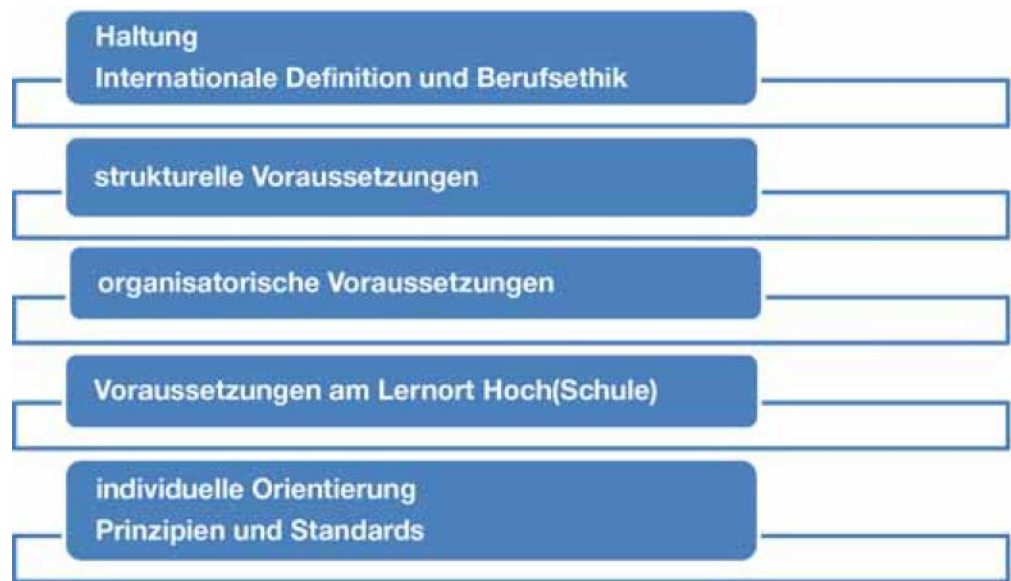 Haltung
Internationale Definition und Berufsethik
strukturelle Voraussetzungen
organisatorische Voraussetzungen
Voraussetzungen am Lernort Hoch(Schule)
individuelle Orientierung
Prinzipien und Standards